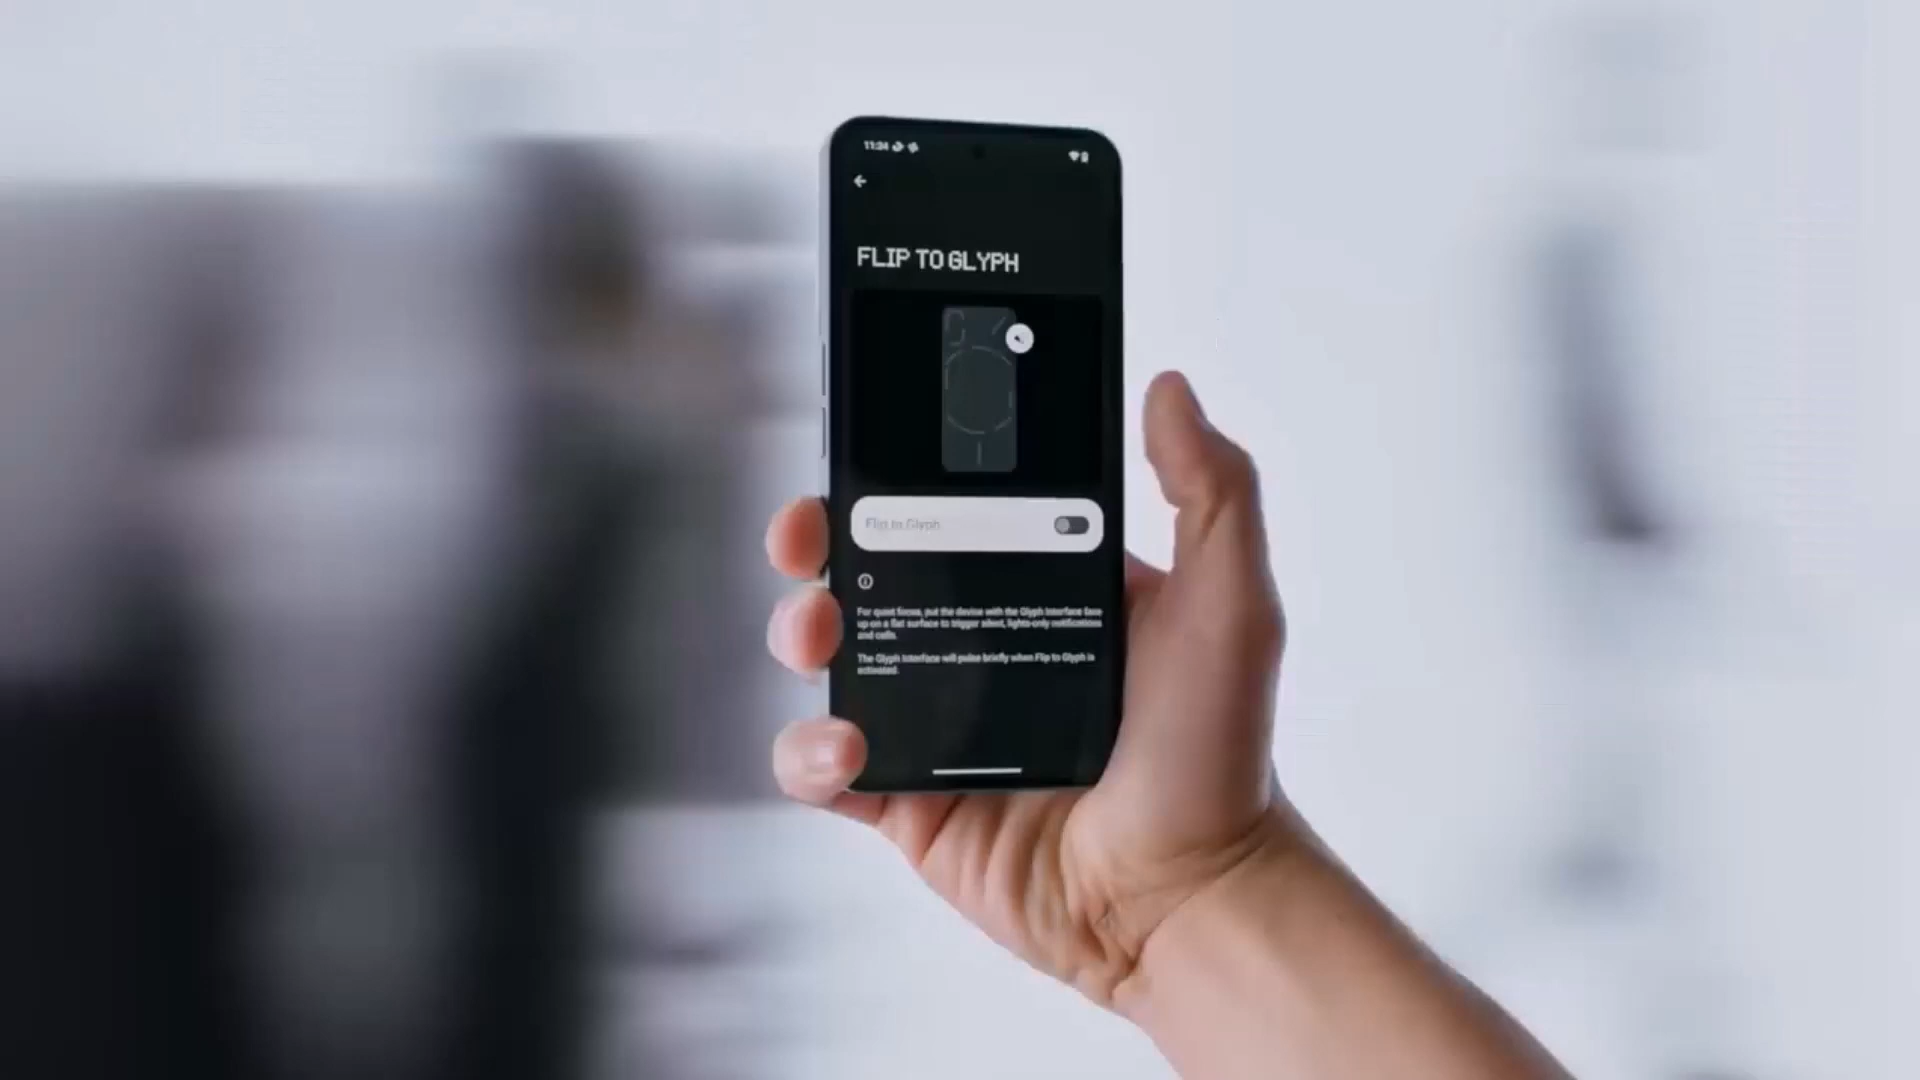 11:34
FLIP TO GLYPH
Flip to Glyph
For quiet focus, put the device with the Glyph Interface face
up on a flat surface to trigger silent, lights-only notifications
and calls.
The Glyph Interface will pulse briefly when Flip to Glyph is
activated.